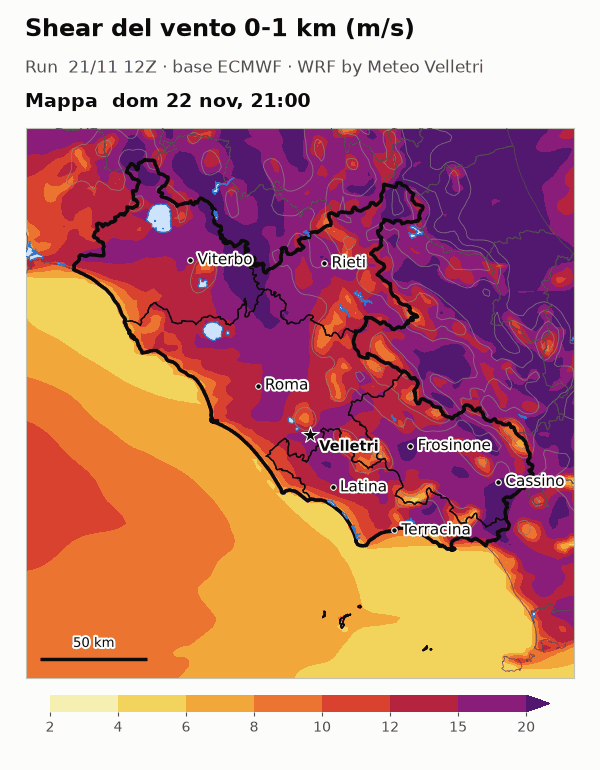 Shear del vento 0-1 km (m/s)
Run  21/11 12Z · base ECMWF · WRF by Meteo Velletri
Mappa  dom 22 nov, 21:00
Viterbo
Rieti
Roma
Velletri
Frosinone
Latina
Cassino
Terracina
50 km
2 4 6 8 10 12 15 20